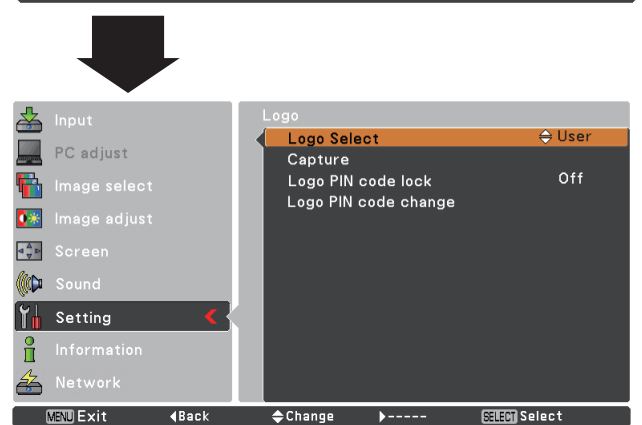 Input
PC adjust
Image select
Image adjust
Screen
Sound
Setting
Information
Network
Logo
Logo Select User
Capture
Logo PIN code lock Off
Logo PIN code change
MENU Exit Back Change ----- SELECT Select